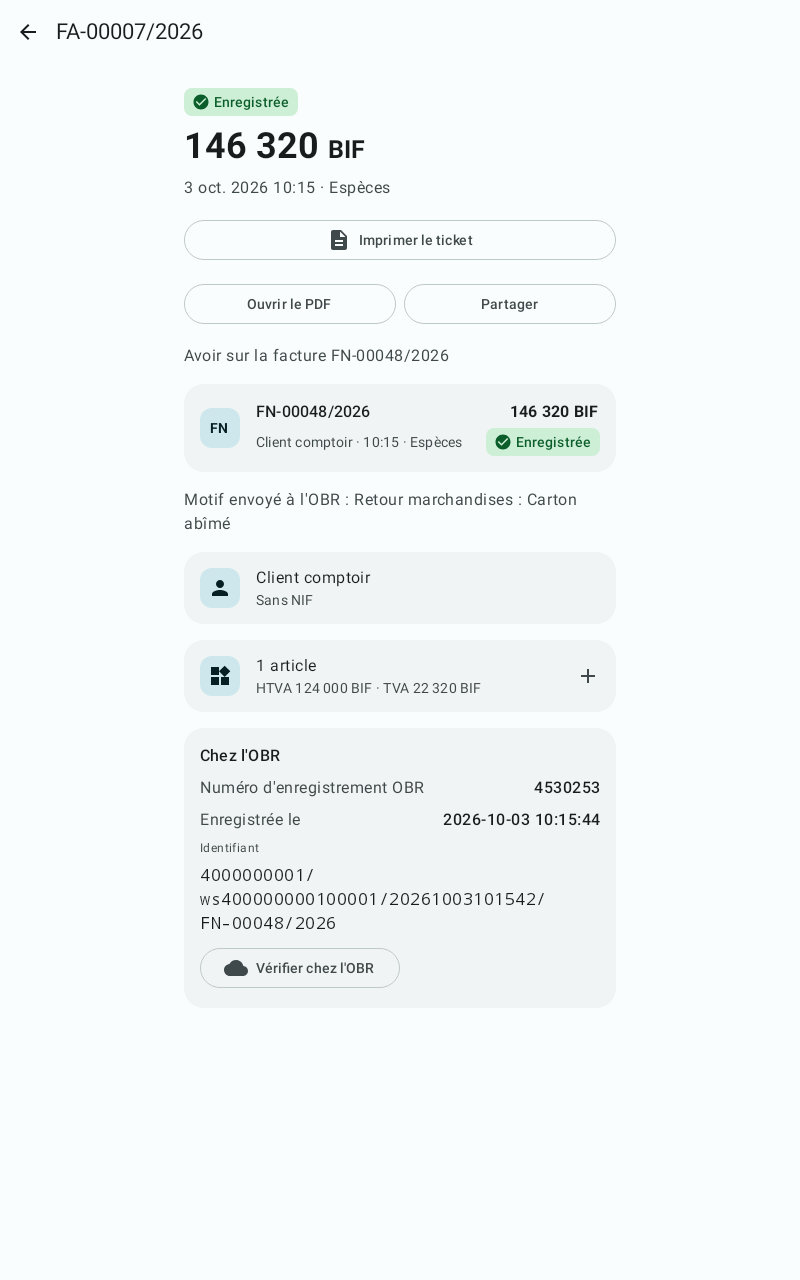 FA-00007/2026
Enregistrée
146 320 BIF
3 oct. 2026 10:15 · Espèces
Imprimer le ticket
Ouvrir le PDF
Partager
Avoir sur la facture FN-00048/2026
FN
FN-00048/2026
146 320 BIF
Client comptoir · 10:15 · Espèces
Enregistrée
Motif envoyé à l'OBR : Retour marchandises : Carton
abîmé
Client comptoir
Sans NIF
1 article
HTVA 124 000 BIF · TVA 22 320 BIF
Chez l'OBR
Numéro d'enregistrement OBR
4530253
Enregistrée le
2026-10-03 10:15:44
Identifiant
4000000001/
ws400000000100001/20261003101542/
FN-00048/2026
Vérifier chez l'OBR